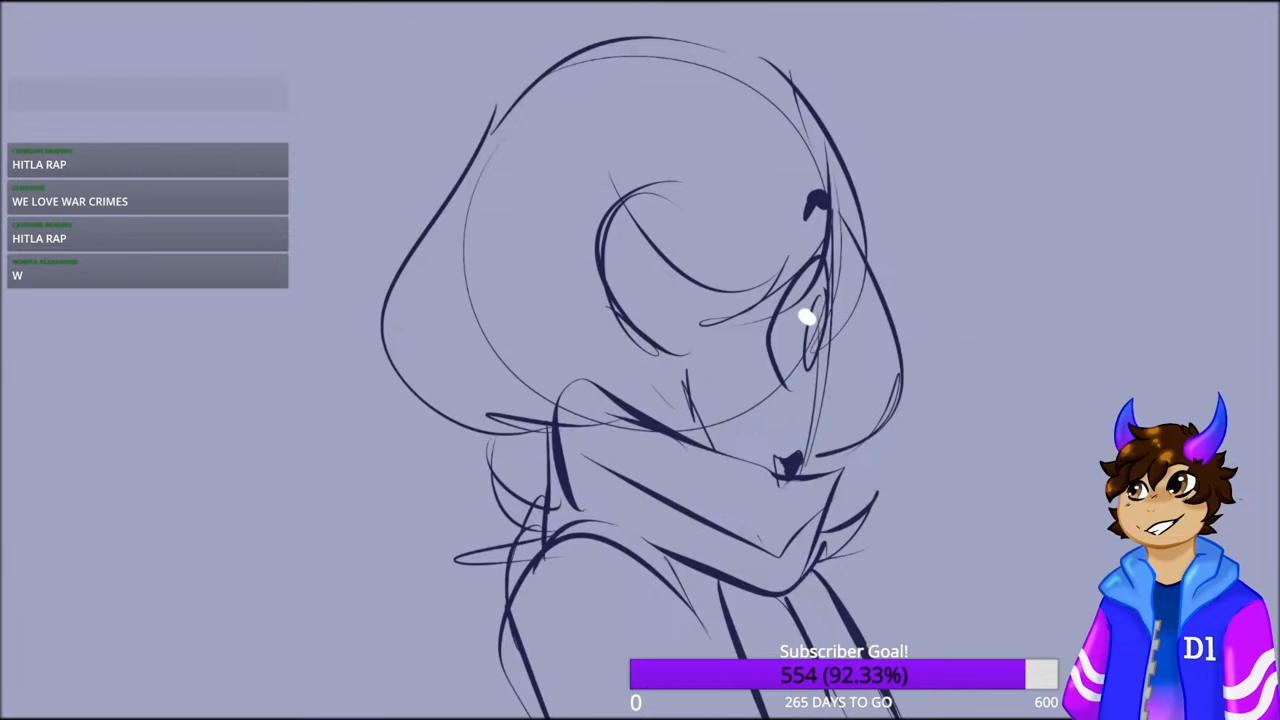 HITLA RAP
WE LOVE WAR CRIMES
HITLA RAP
W
D1
Subscriber Goal!
554 (92.33%)
0
265 DAYS TO GO
600